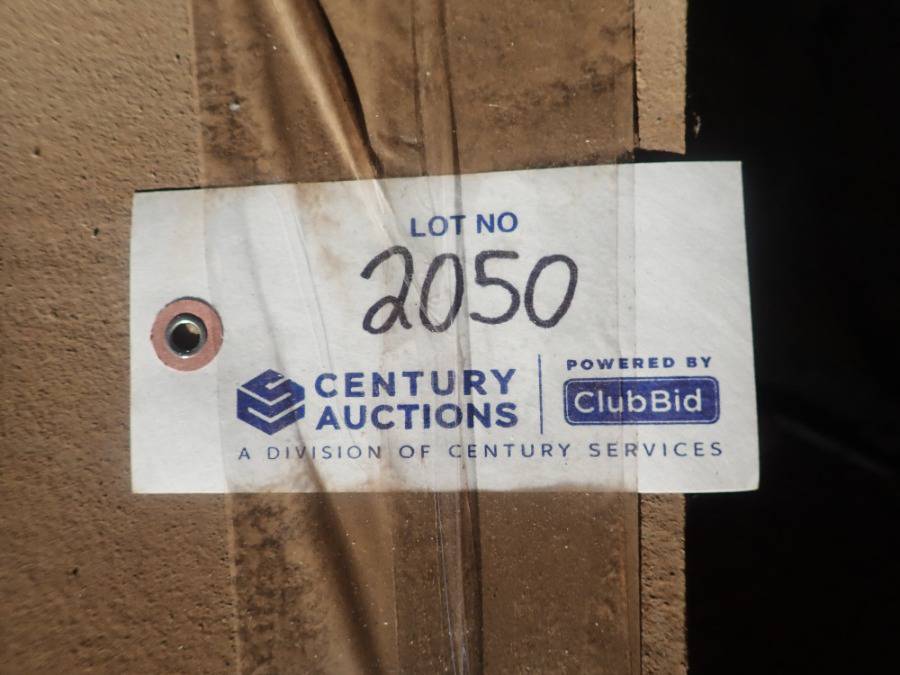 LOT NO
2050
CENTURY
AUCTIONS
POWERED BY
ClubBid
A DIVISION OF CENTURY SERVICES